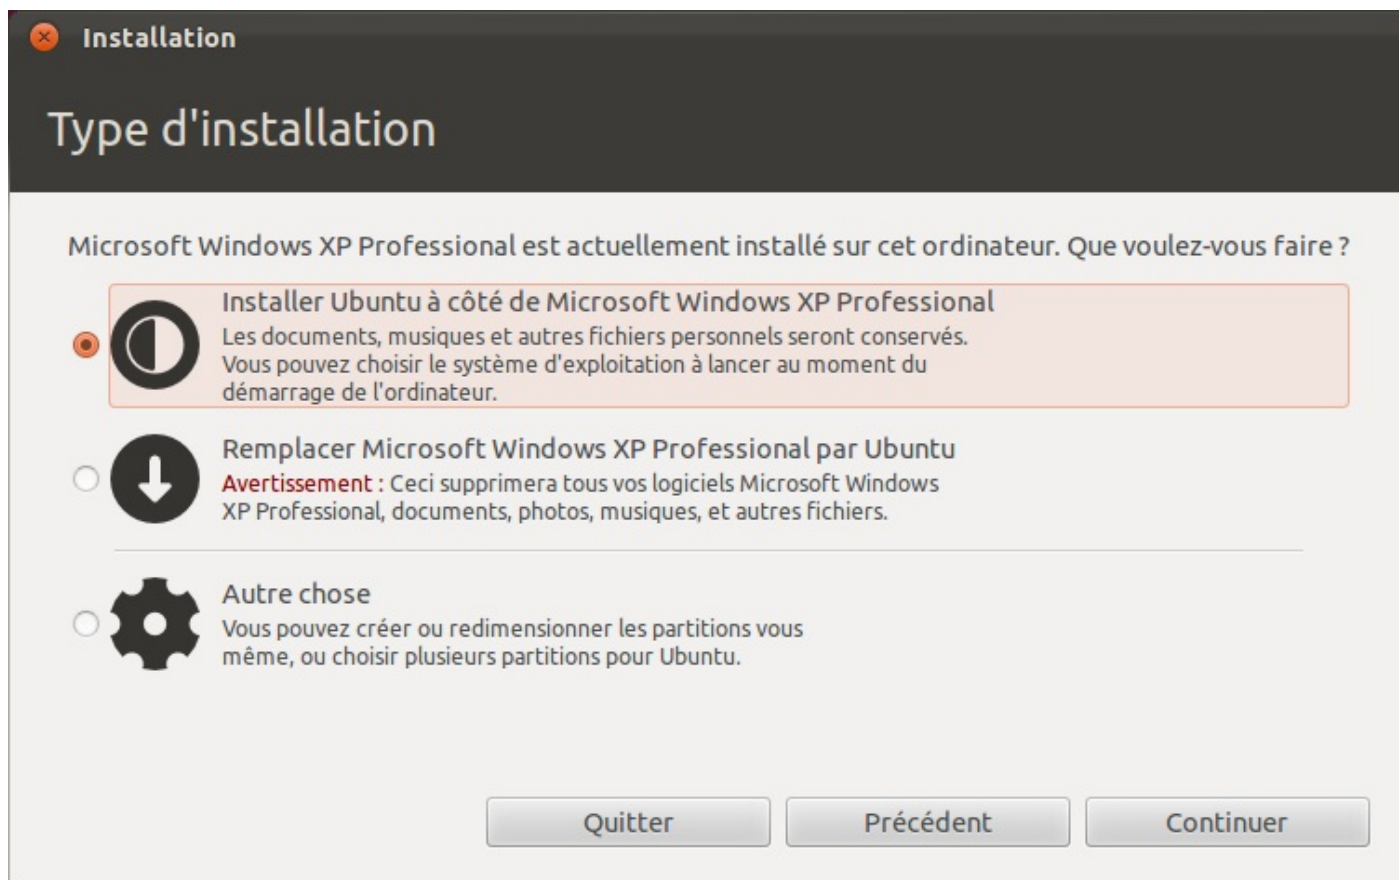 Installation
Type d'installation
Microsoft Windows XP Professional est actuellement installé sur cet ordinateur. Que voulez-vous faire ?
Installer Ubuntu à côté de Microsoft Windows XP Professional
Les documents, musiques et autres fichiers personnels seront conservés.
Vous pouvez choisir le système d'exploitation à lancer au moment du
démarrage de l'ordinateur.
Remplacer Microsoft Windows XP Professional par Ubuntu
Avertissement : Ceci supprimera tous vos logiciels Microsoft Windows
XP Professional, documents, photos, musiques, et autres fichiers.
Autre chose
Vous pouvez créer ou redimensionner les partitions vous
même, ou choisir plusieurs partitions pour Ubuntu.
Quitter
Précédent
Continuer